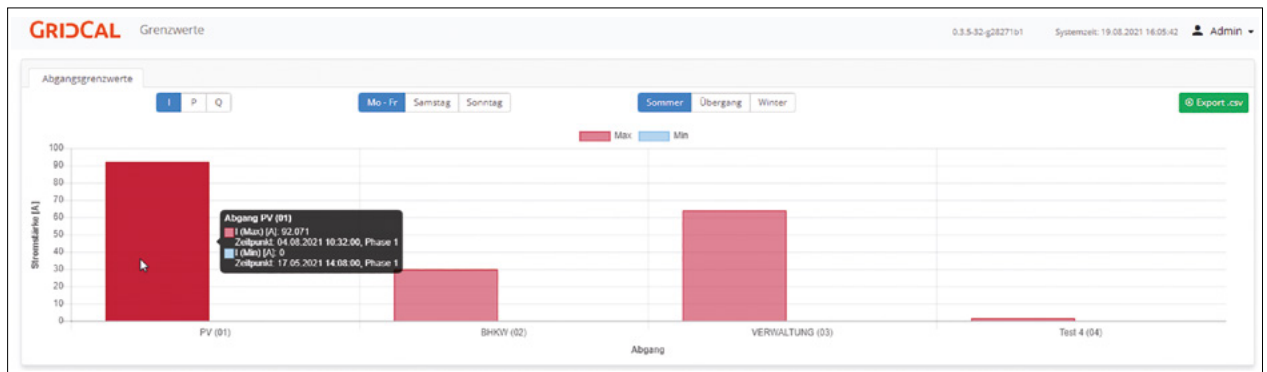 GRIDCAL Grenzwerte 0.3.5-32-g28271b1 Systemzeit: 19.08.2021 16:05:42 Admin
Abgangsgrenzwerte
I P Q Mo - Fr Samstag Sonntag Sommer Übergang Winter Export .csv
Max Min
100
90
80
70
60
50
40
30
20
10
0
Stromstärke [A]
Abgang PV (01)
I (Max) [A]: 92.071
Zeitpunkt: 04.08.2021 10:32:00, Phase 1
I (Min) [A]: 0
Zeitpunkt: 17.05.2021 14:08:00, Phase 1
PV (01) BHKW (02) VERWALTUNG (03) Test 4 (04)
Abgang